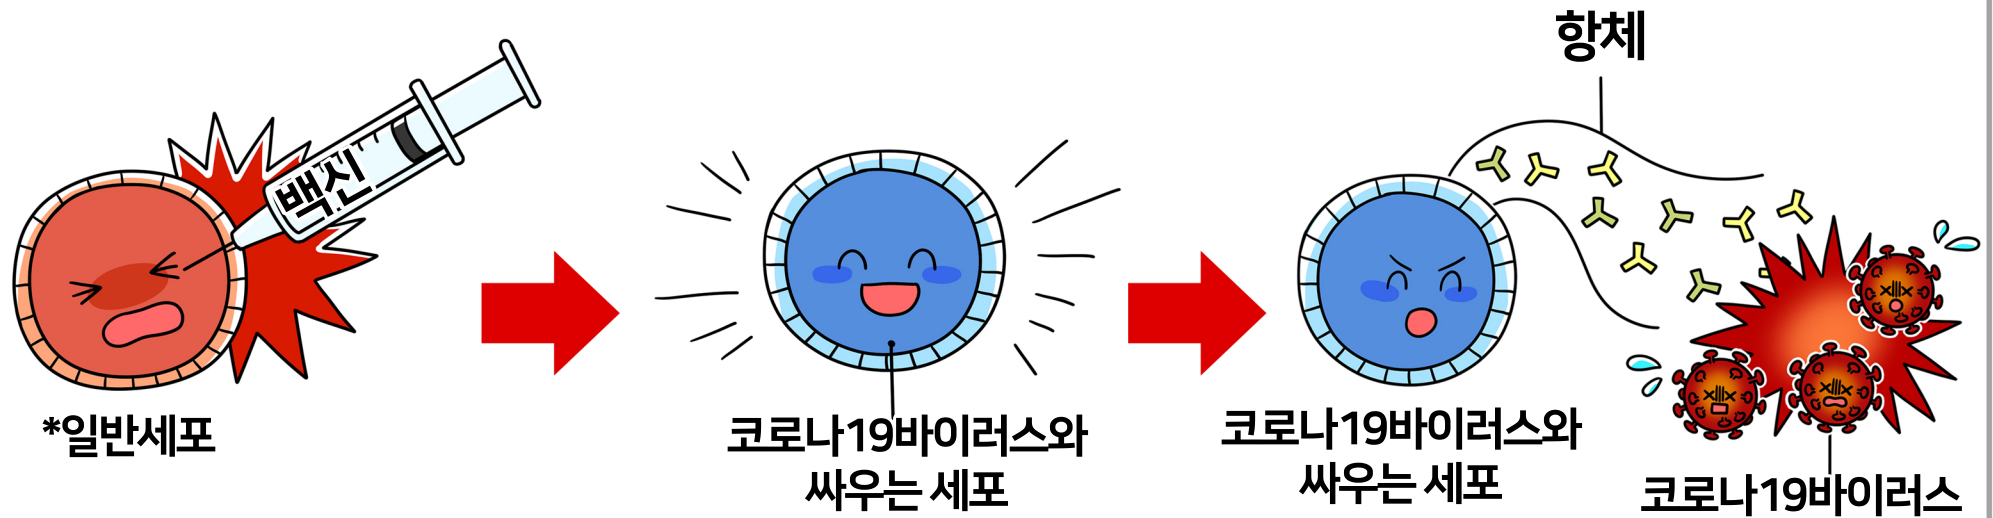 항체
백신
*일반세포
코로나19바이러스와
싸우는 세포
코로나19바이러스와
싸우는 세포
코로나19바이러스